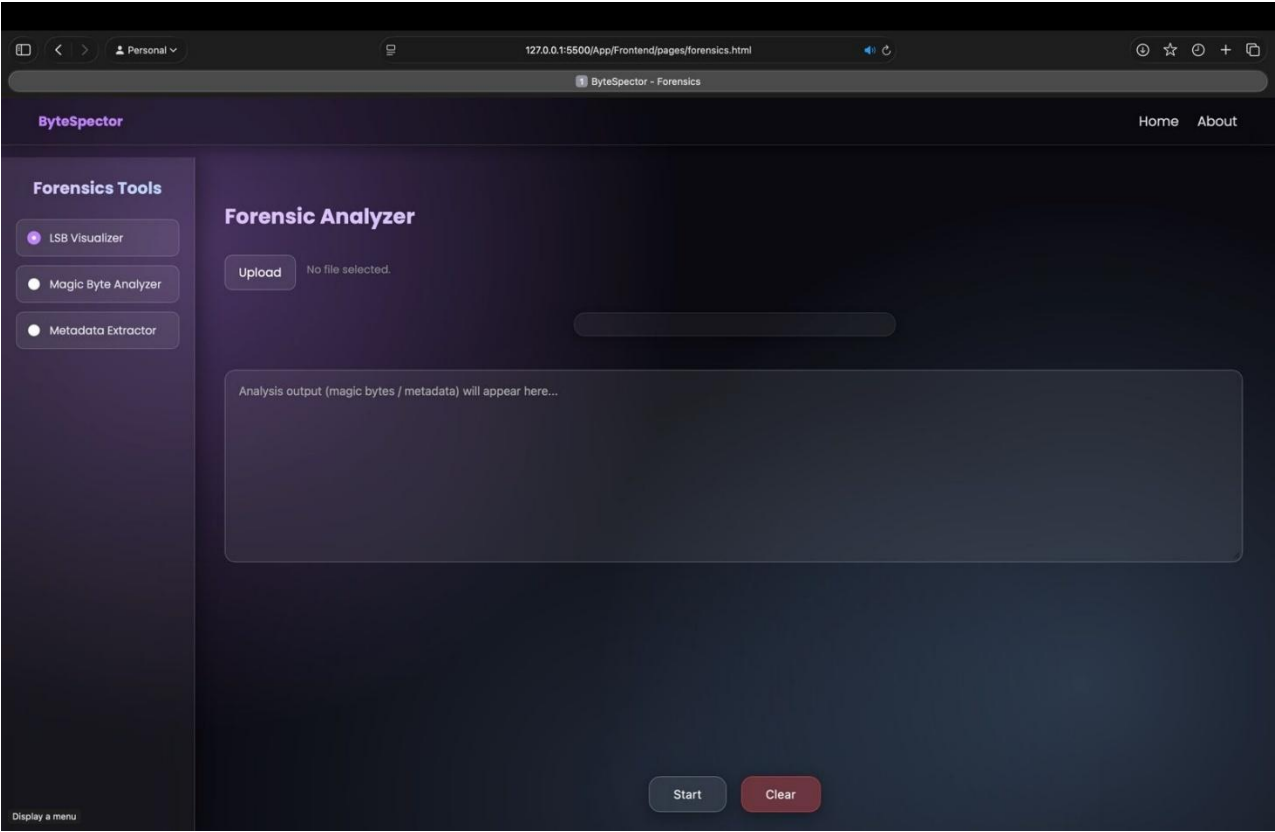 Personal
127.0.0.1:5500/App/Frontend/pages/forensics.html
1 ByteSpector - Forensics
ByteSpector
Home About
Forensics Tools
LSB Visualizer
Magic Byte Analyzer
Metadata Extractor
Forensic Analyzer
Upload No file selected.
Analysis output (magic bytes / metadata) will appear here...
Start Clear
Display a menu